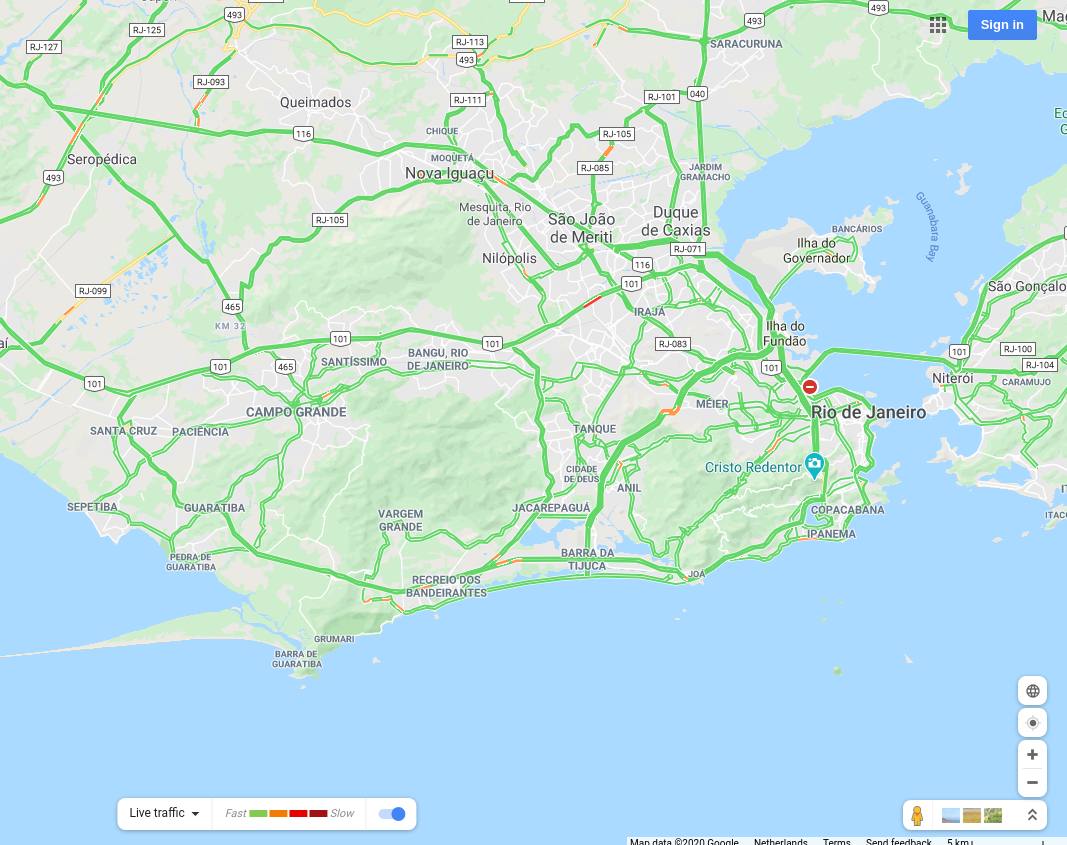 493
RJ-125
RJ-127
RJ-113
493
493
493
Sign in
SARACURUNA
RJ-093
Queimados
RJ-111
RJ-101
040
CHIQUE
116
RJ-105
MOQUETÁ
Seropédica
493
Nova Iguaçu
RJ-085
JARDIM
GRAMACHO
Mesquita, Rio
de Janeiro
RJ-105
São João
de Meriti
Duque
de Caxias
BANCÁRIOS
Guanabara Bay
Ilha do
Governador
Nilópolis
116
RJ-071
RJ-099
101
São Gonçalo
465
KM 32
IRAJÁ
Ilha do
Fundão
101
101
RJ-083
101
RJ-100
RJ-104
BANGU, RIO
DE JANEIRO
SANTÍSSIMO
101
465
101
101
Niterói
CARAMUJO
CAMPO GRANDE
MÉIER
Rio de Janeiro
SANTA CRUZ
PACIÊNCIA
TANQUE
CIDADE
DE DEUS
Cristo Redentor
ANIL
SEPETIBA
GUARATIBA
VARGEM
GRANDE
JACAREPAGUÁ
COPACABANA
IPANEMA
PEDRA DE
GUARATIBA
BARRA DA
TIJUCA
JOÁ
RECREIO DOS
BANDEIRANTES
GRUMARI
BARRA DE
GUARATIBA
Live traffic
Fast
Slow
Map data ©2020 Google
Netherlands
Terms
Send feedback
5 km